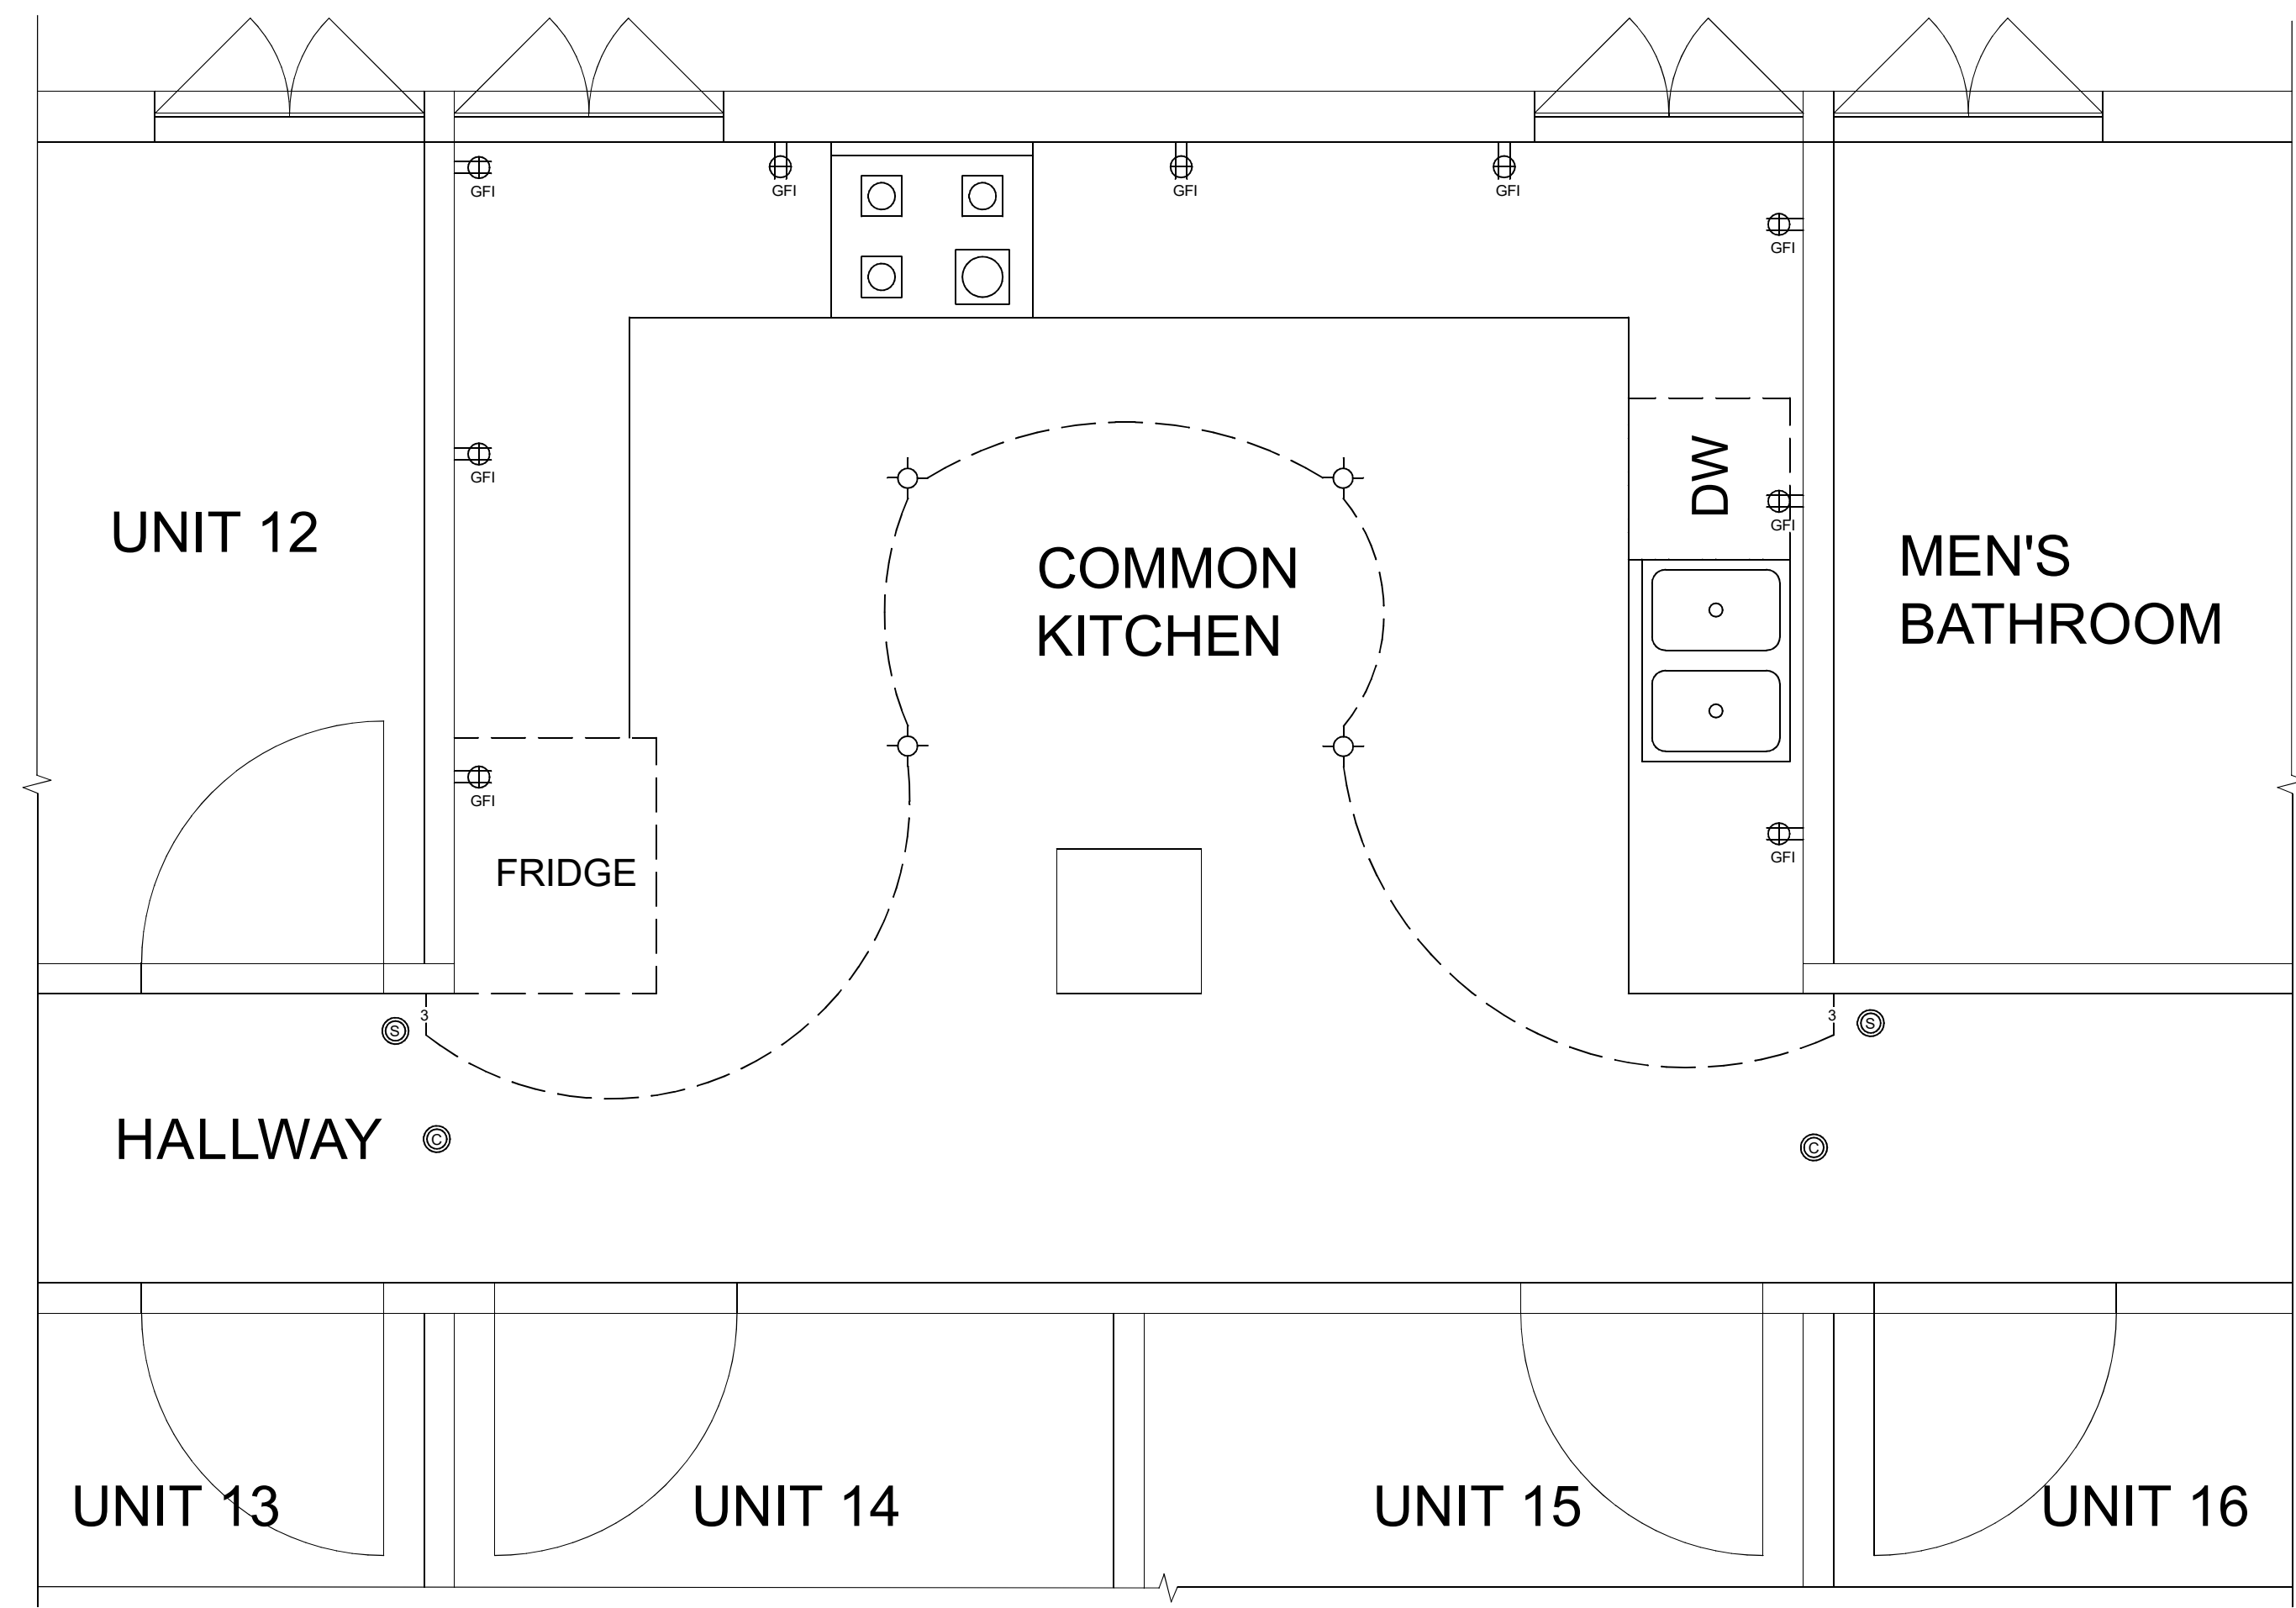 GFI
GFI
GFI
GFI
GFI
GFI
DW
GFI
UNIT 12
COMMON
KITCHEN
MEN'S
BATHROOM
GFI
FRIDGE
GFI
3
S
3
S
HALLWAY
C
C
UNIT 13
UNIT 14
UNIT 15
UNIT 16